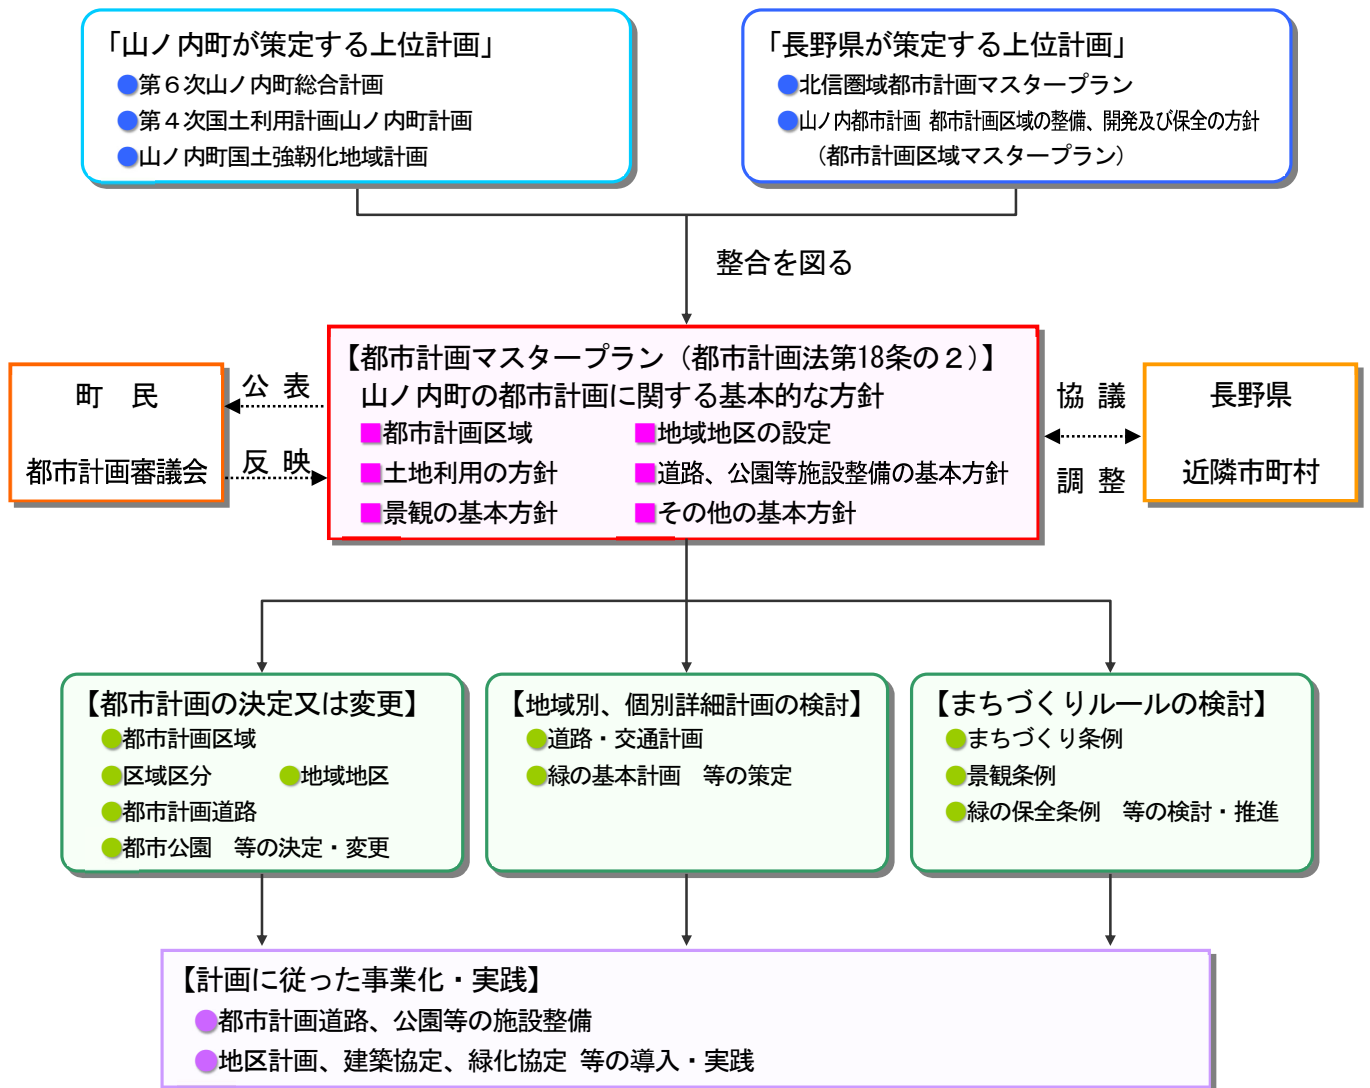 「山ノ内町が策定する上位計画」
●第６次山ノ内町総合計画
●第４次国土利用計画山ノ内町計画
●山ノ内町国土強靭化地域計画
「長野県が策定する上位計画」
●北信圏域都市計画マスタープラン
●山ノ内都市計画 都市計画区域の整備、開発及び保全の方針
（都市計画区域マスタープラン）
整合を図る
【都市計画マスタープラン（都市計画法第18条の２）】
山ノ内町の都市計画に関する基本的な方針
■都市計画区域　■地域地区の設定
■土地利用の方針　■道路、公園等施設整備の基本方針
■景観の基本方針　■その他の基本方針
町　民
都市計画審議会
公 表
反 映
協 議
調 整
長野県
近隣市町村
【都市計画の決定又は変更】
●都市計画区域
●区域区分　●地域地区
●都市計画道路
●都市公園　等の決定・変更
【地域別、個別詳細計画の検討】
●道路・交通計画
●緑の基本計画　等の策定
【まちづくりルールの検討】
●まちづくり条例
●景観条例
●緑の保全条例　等の検討・推進
【計画に従った事業化・実践】
●都市計画道路、公園等の施設整備
●地区計画、建築協定、緑化協定 等の導入・実践